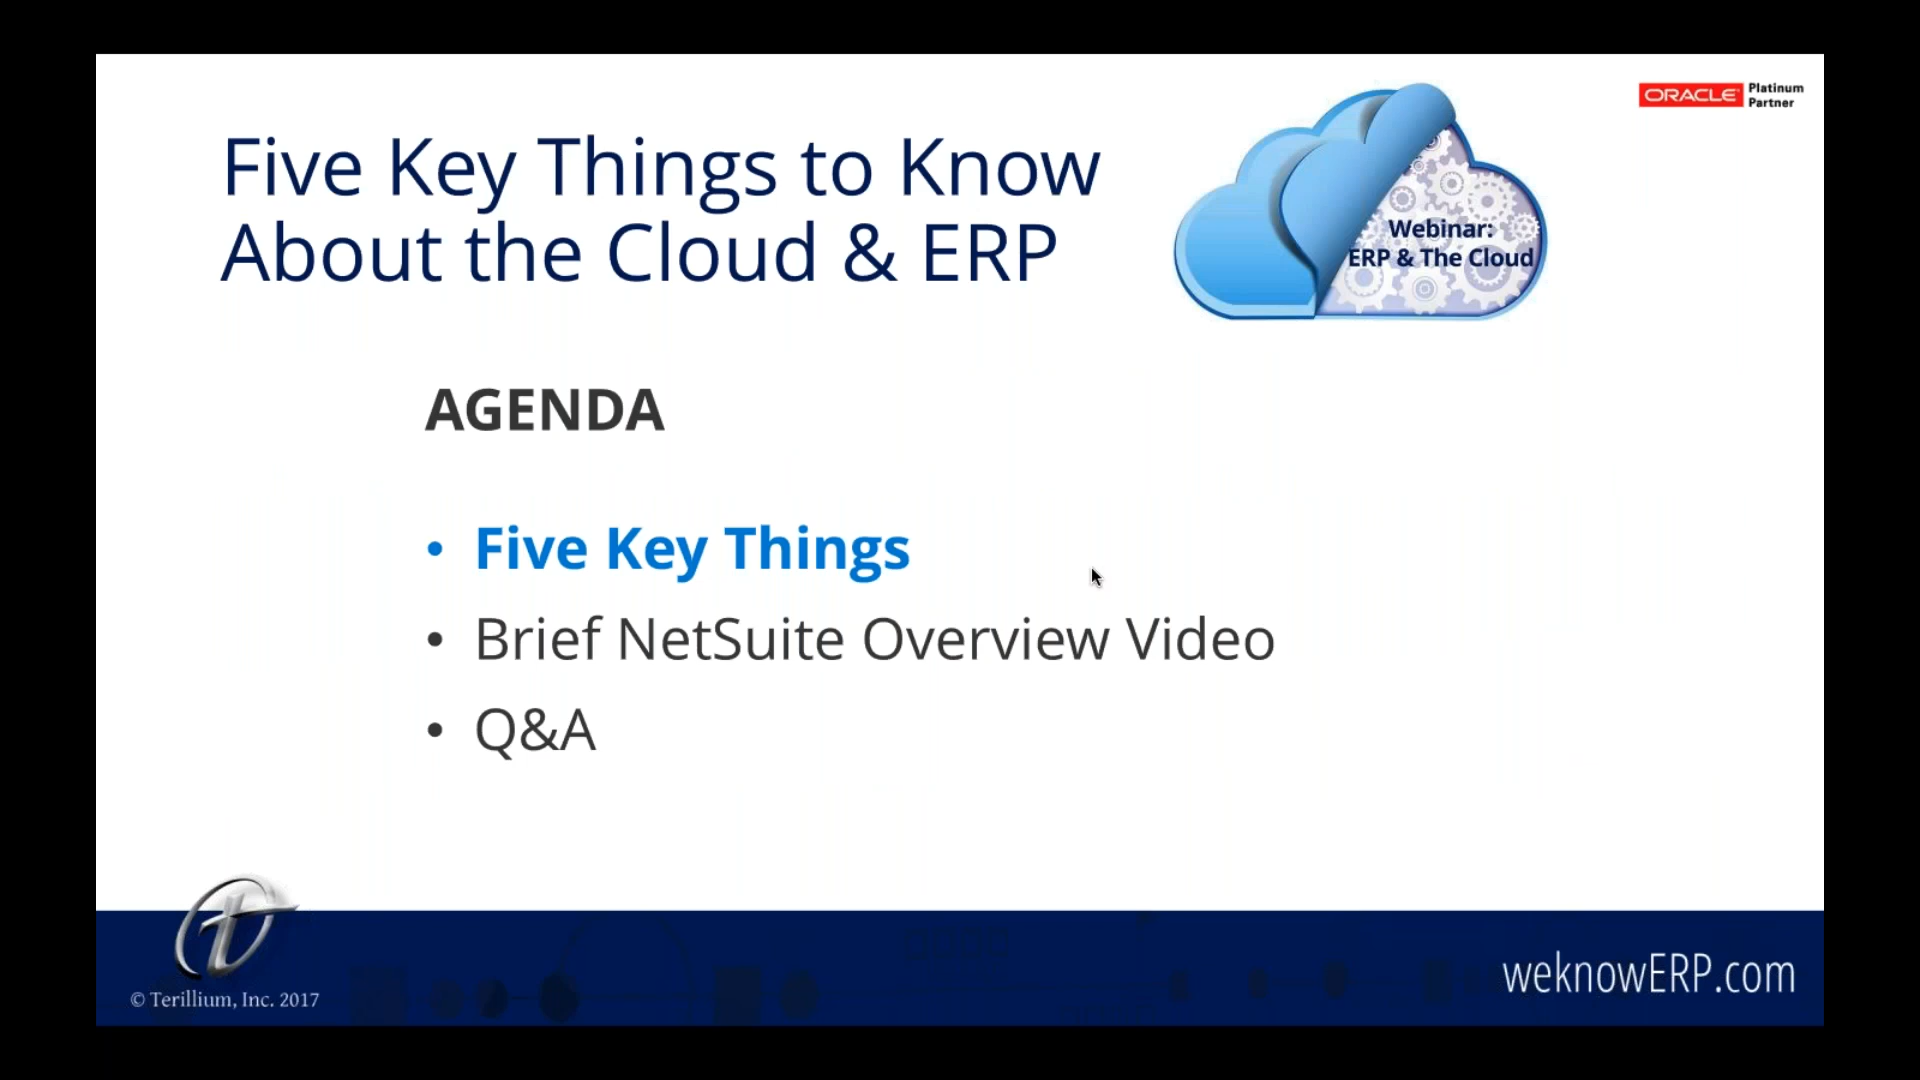 ORACLE Platinum
Partner
Five Key Things to Know
About the Cloud & ERP
Webinar:
ERP & The Cloud
AGENDA
• Five Key Things
• Brief NetSuite Overview Video
• Q&A
t
© Terillium, Inc. 2017
weknowERP.com